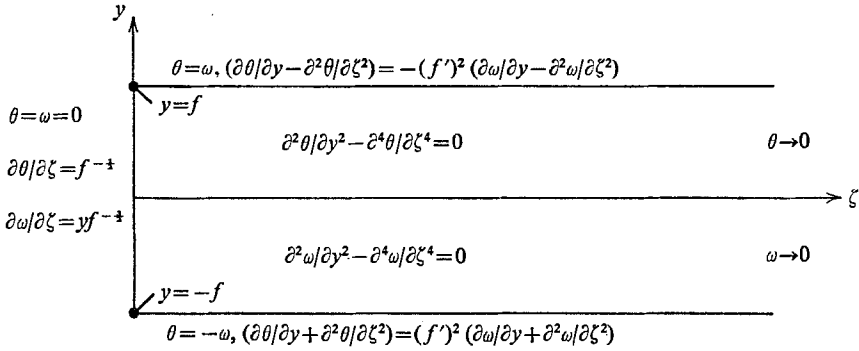 y
θ=ω, (∂θ/∂y−∂²θ/∂ζ²)=−(f′)² (∂ω/∂y−∂²ω/∂ζ²)
y=f
θ=ω=0
∂²θ/∂y²−∂⁴θ/∂ζ⁴=0
θ→0
∂θ/∂ζ=f^{−½}
ζ
∂ω/∂ζ=yf^{−½}
∂²ω/∂y²−∂⁴ω/∂ζ⁴=0
ω→0
y=−f
θ=−ω, (∂θ/∂y+∂²θ/∂ζ²)=(f′)² (∂ω/∂y+∂²ω/∂ζ²)